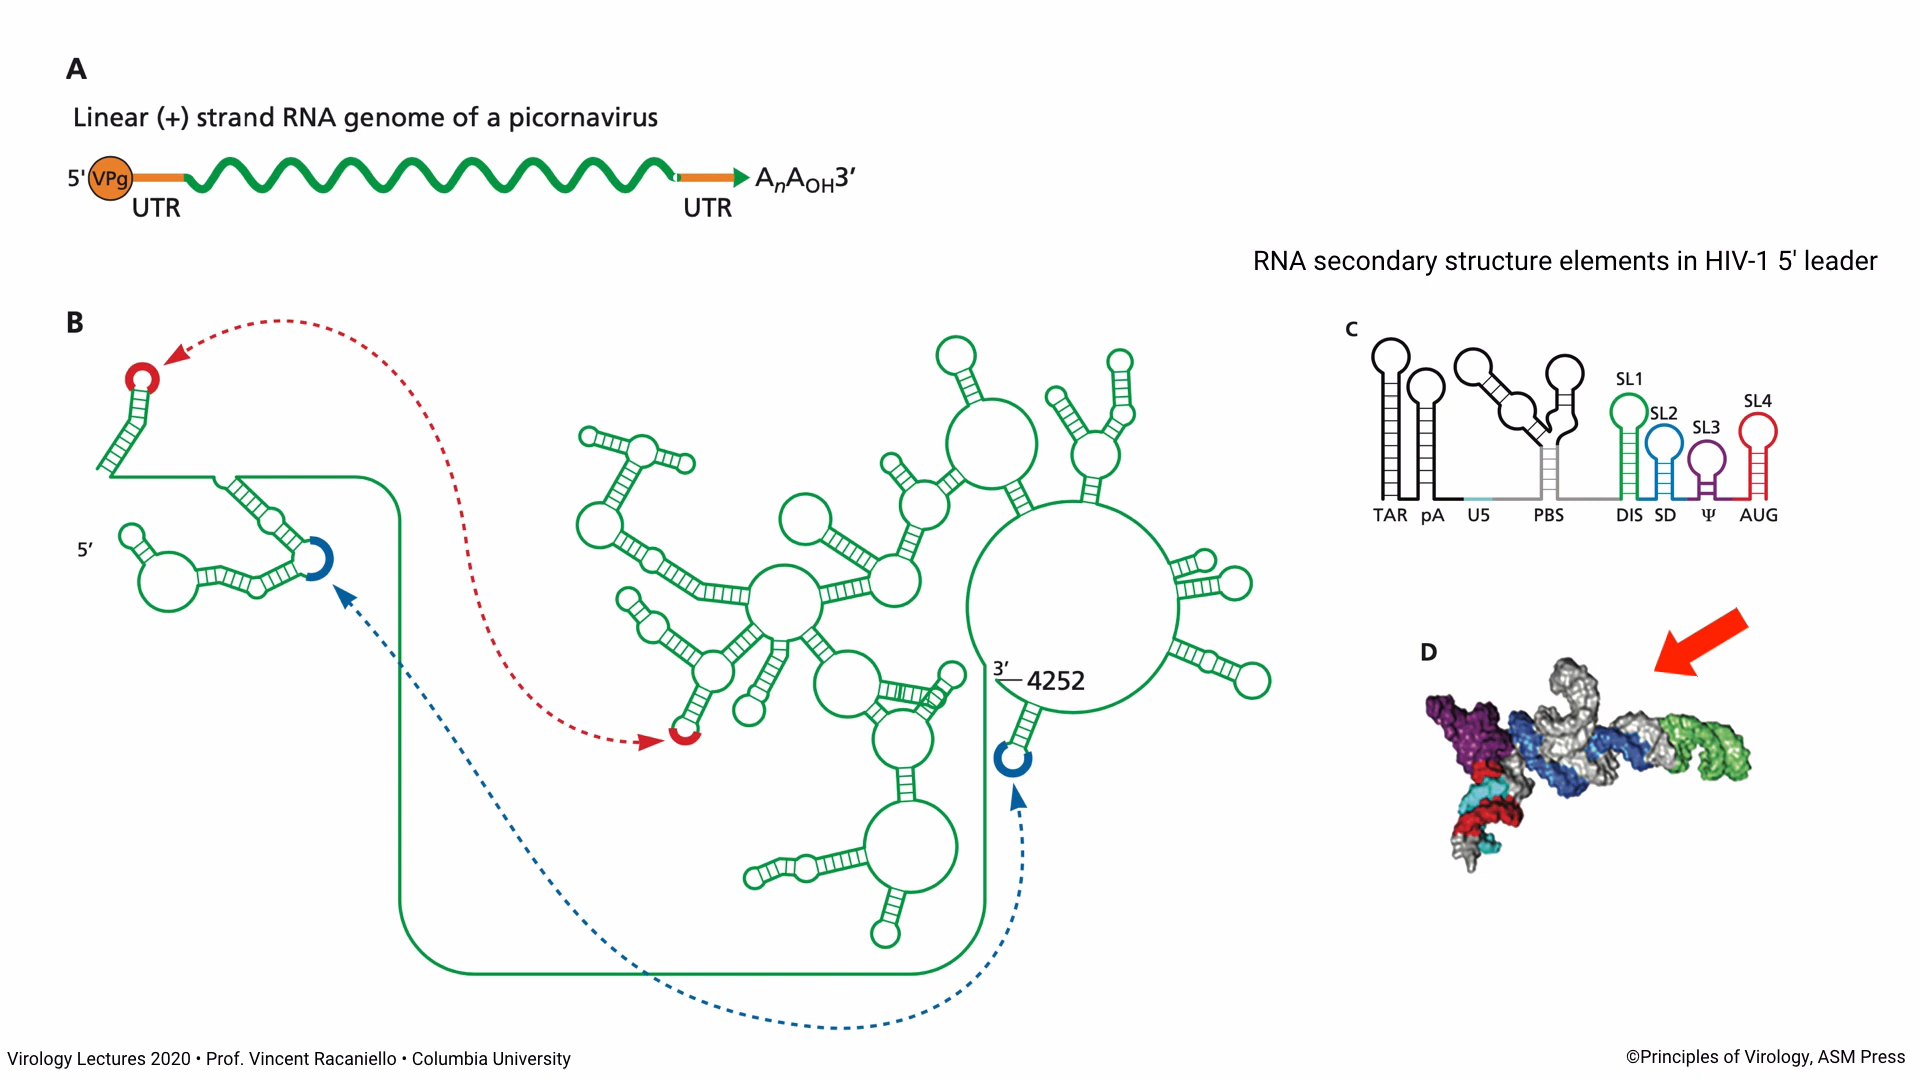 A
Linear (+) strand RNA genome of a picornavirus
5' VPg AnAOH3′
UTR UTR
RNA secondary structure elements in HIV-1 5' leader
B
5′
3′
4252
C
SL1
SL2
SL3
SL4
TAR pA U5 PBS DIS SD Ψ AUG
D
Virology Lectures 2020 • Prof. Vincent Racaniello • Columbia University
©Principles of Virology, ASM Press